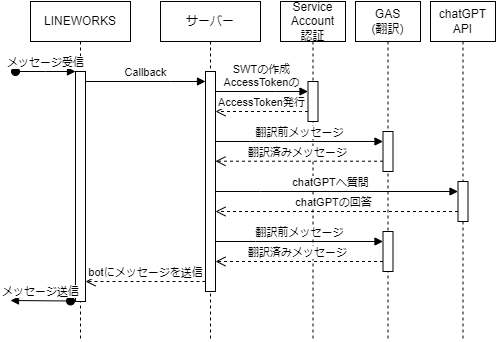 LINEWORKS
サーバー
Service
Account
認証
GAS
(翻訳)
chatGPT
API
メッセージ受信
Callback
SWTの作成
AccessTokenの
AccessToken発行
翻訳前メッセージ
翻訳済みメッセージ
chatGPTへ質問
chatGPTの回答
翻訳前メッセージ
翻訳済みメッセージ
botにメッセージを送信
メッセージ送信